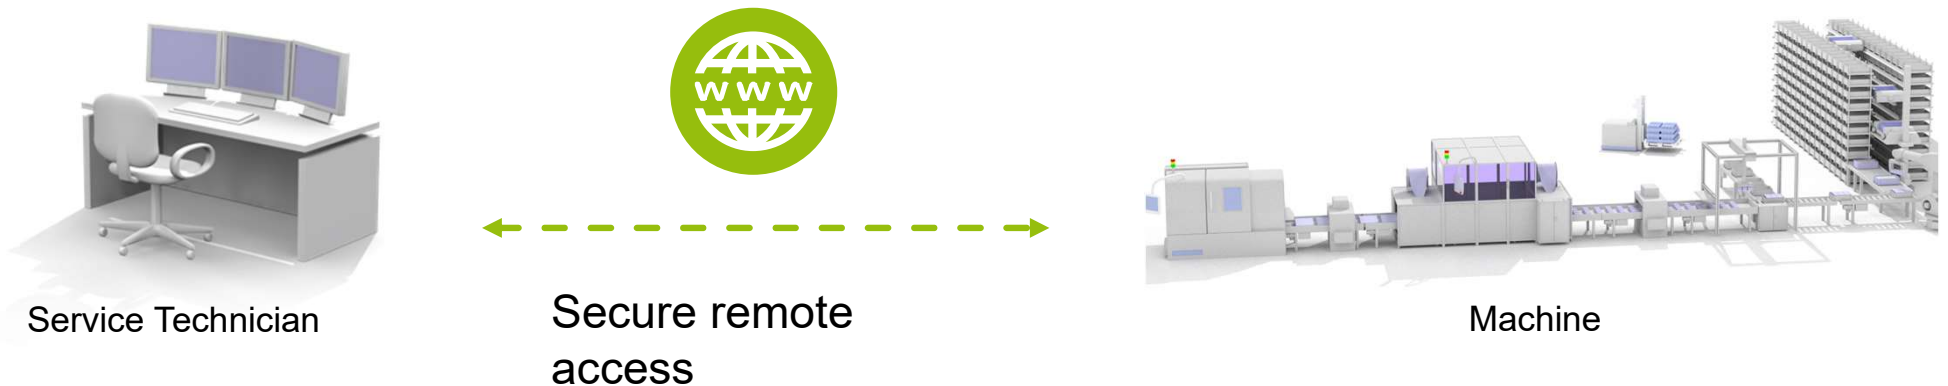 www
Service Technician
Secure remote
access
Machine